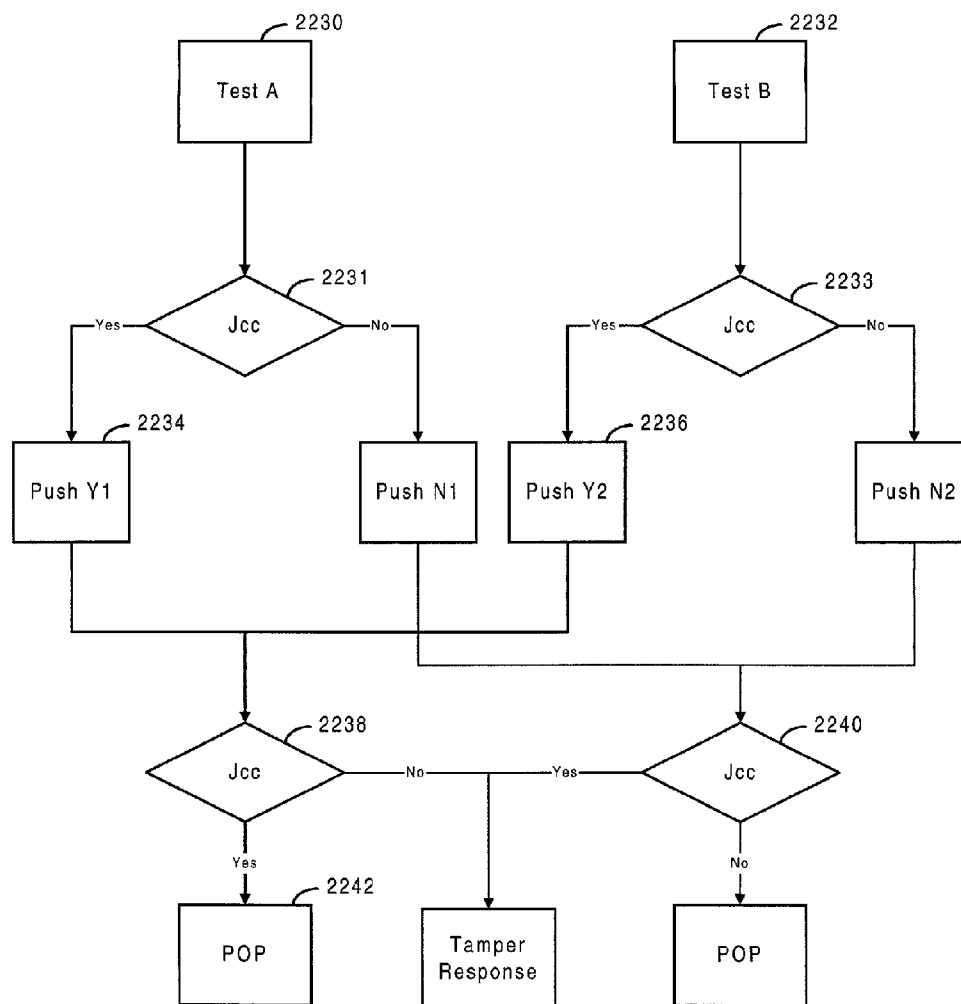 2230
2232
Test A
Test B
2231
2233
Yes
Jcc
No
Yes
Jcc
No
2234
2236
Push Y1
Push N1
Push Y2
Push N2
2238
2240
Jcc
No
Yes
Jcc
Yes
No
2242
POP
Tamper
Response
POP